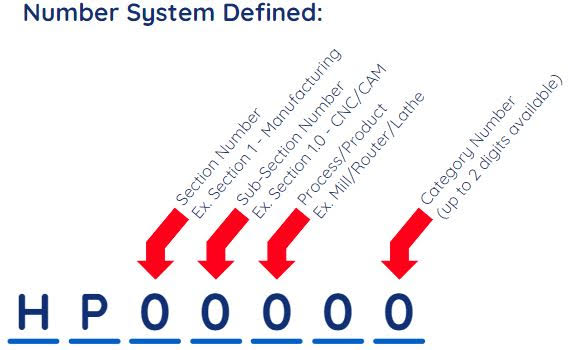 Number System Defined:
Section Number
Ex. Section 1 - Manufacturing
Sub-Section Number
Ex. Section 1.0 - CNC/CAM
Process/Product
Ex. Mill/Router/Lathe
Category Number
(up to 2 digits available)
H P 0 0 0 0 0